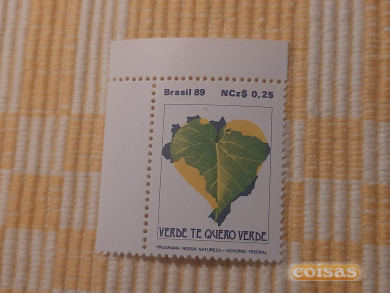 Brasil 89 NCz$ 0,25
VERDE TE QUERO VERDE
PROGRAMA NOSSA NATUREZA - GOVERNO FEDERAL
coisas